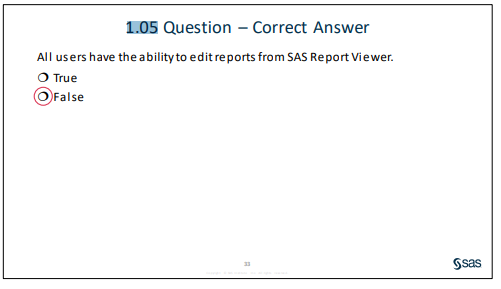 1.05 Question – Correct Answer
All users have the ability to edit reports from SAS Report Viewer.
True
False
sas